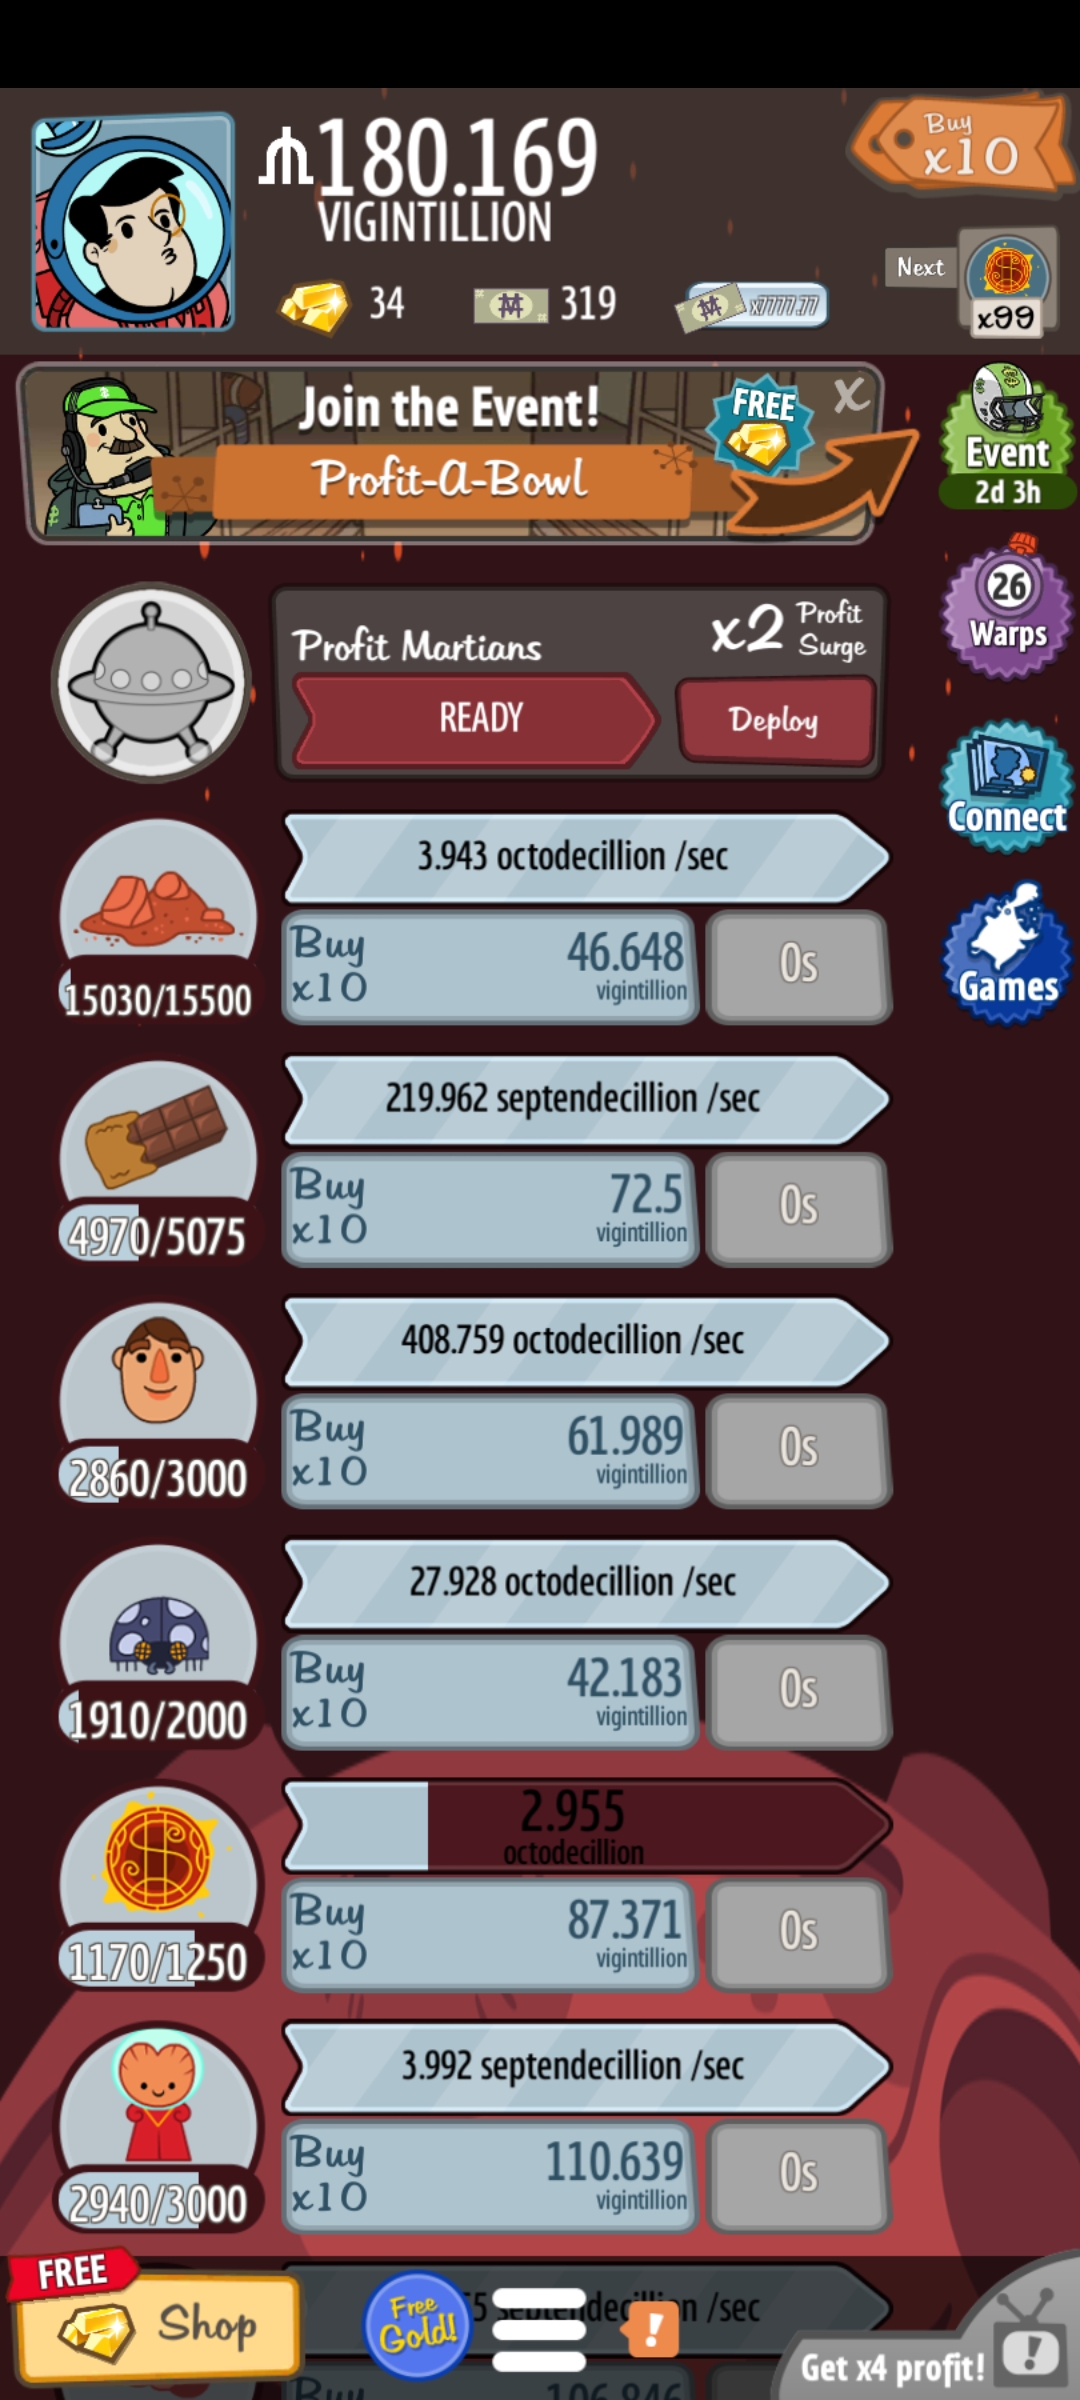 180.169
VIGINTILLION
Buy
x10
34
319
x7777.77
Next
x99
Join the Event!
FREE
X
Profit-A-Bowl
Event
2d 3h
26
Warps
Profit Martians
x2 Profit
Surge
READY
Deploy
Connect
Games
3.943 octodecillion /sec
Buy
x10
46.648
vigintillion
0s
15030/15500
219.962 septendecillion /sec
Buy
x10
72.5
vigintillion
0s
4970/5075
408.759 octodecillion /sec
Buy
x10
61.989
vigintillion
0s
2860/3000
27.928 octodecillion /sec
Buy
x10
42.183
vigintillion
0s
1910/2000
2.955
octodecillion
Buy
x10
87.371
vigintillion
0s
1170/1250
3.992 septendecillion /sec
Buy
x10
110.639
vigintillion
0s
2940/3000
FREE
Shop
Free
Gold!
septendecillion /sec
!
Get x4 profit!
!
Buy
106.846